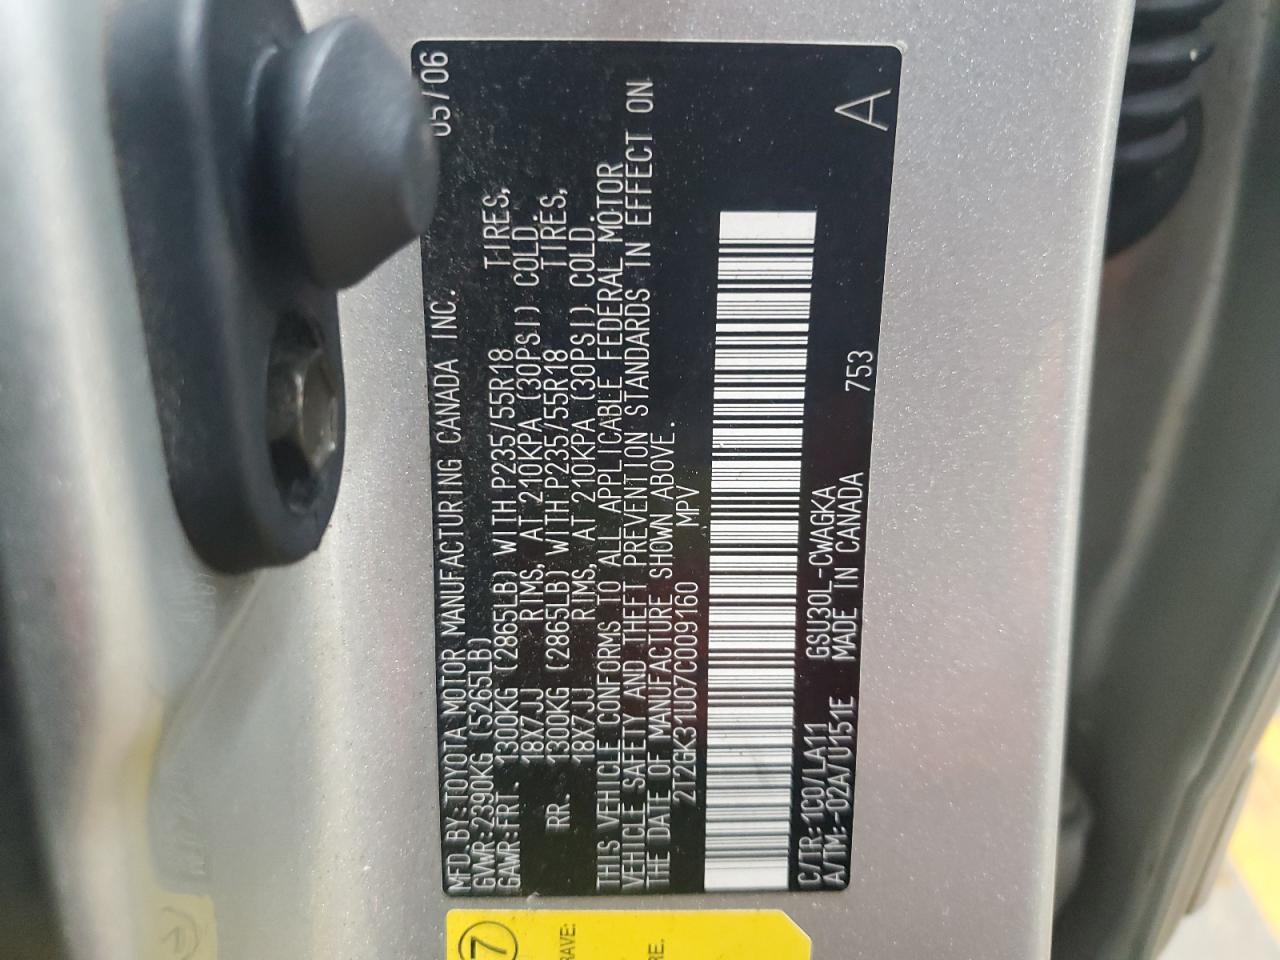 MFD. BY: TOYOTA MOTOR MANUFACTURING CANADA INC. 05/06
GVWR: 2390KG (5265LB)
GAWR: FRT. 1300KG (2865LB) WITH P235/55R18 TIRES,
18X7JJ RIMS, AT 210KPA (30PSI) COLD.
RR. 1300KG (2865LB) WITH P235/55R18 TIRES,
18X7JJ RIMS, AT 210KPA (30PSI) COLD.
THIS VEHICLE CONFORMS TO ALL APPLICABLE FEDERAL MOTOR
VEHICLE SAFETY AND THEFT PREVENTION STANDARDS IN EFFECT ON
THE DATE OF MANUFACTURE SHOWN ABOVE.
2T2GK31U07C009160 MPV
A
C/TR: 1C0/LA11 GSU30L-CWAGKA
A/TM: -02A/U151E MADE IN CANADA 753
7